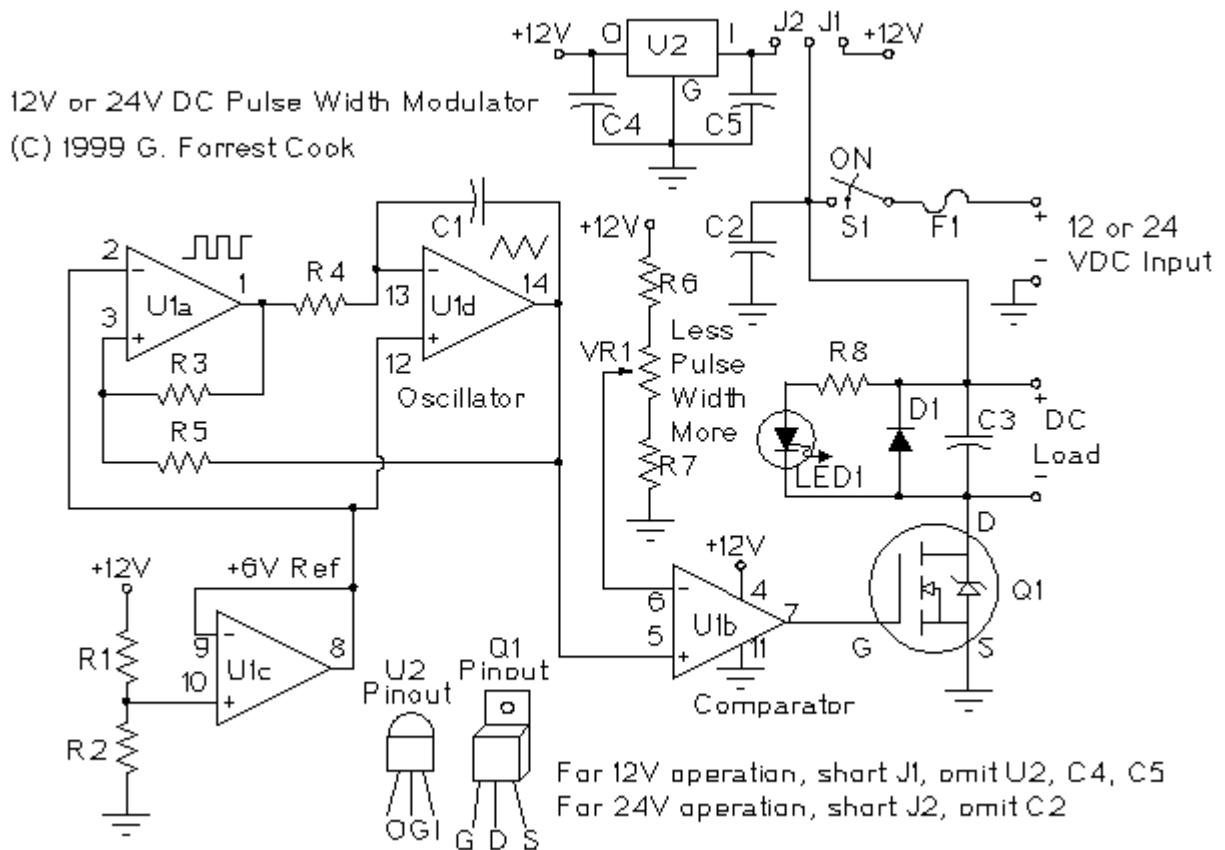 J2 J1
+12V O U2 I +12V
G
C4 C5
12V or 24V DC Pulse Width Modulator
(C) 1999 G. Forrest Cook
ON
S1 F1
+
12 or 24
VDC Input
-
C2
C1
2 -
U1a
1
3 +
R4
13 -
U1d
14
12 +
R3
Oscillator
R5
+12V
R6
VR1
Less
Pulse
Width
More
R7
R8
D1
LED1
C3
+
DC
Load
-
+12V
+6V Ref
R1
9 -
U1c
8
10 +
R2
+12V
4
6 -
U1b
7
5 +
11
Comparator
D
Q1
G
S
U2
Pinout
OGI
Q1
Pinout
G D S
For 12V operation, short J1, omit U2, C4, C5
For 24V operation, short J2, omit C2